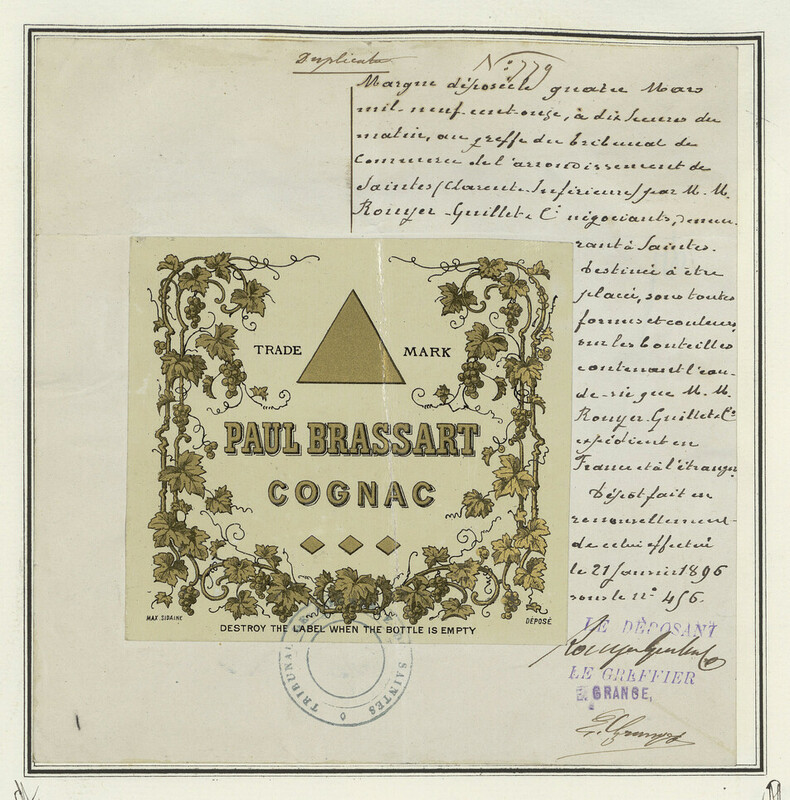 Duplicata
N° 779
Marque déposée le quatre Mars
mil-neuf-cent-onze, à dix heures du
matin, au greffe du tribunal de
Commerce de l'arrondissement de
Saintes (Charente-Inférieure) par M. M.
Rouyer-Guillet & Cie négociants, demeu-
rant à Saintes.
Destinée à être
placée, sous toutes
formes et couleurs,
sur les bouteilles
contenant l'eau-
de-vie que M. M.
Rouyer-Guillet & Cie
expédient en
France et à l'étranger
Dépôt fait en
renouvellement
de celui effectué
le 21 Janvier 1896
sous le n° 456.
TRADE MARK
PAUL BRASSART
COGNAC
MAX. SIDAINE
DÉPOSÉ
DESTROY THE LABEL WHEN THE BOTTLE IS EMPTY
TRIBUNAL SAINTES
LE DÉPOSANT
Rouyer Guillet
LE GREFFIER
E. GRANGE,
E. Grange